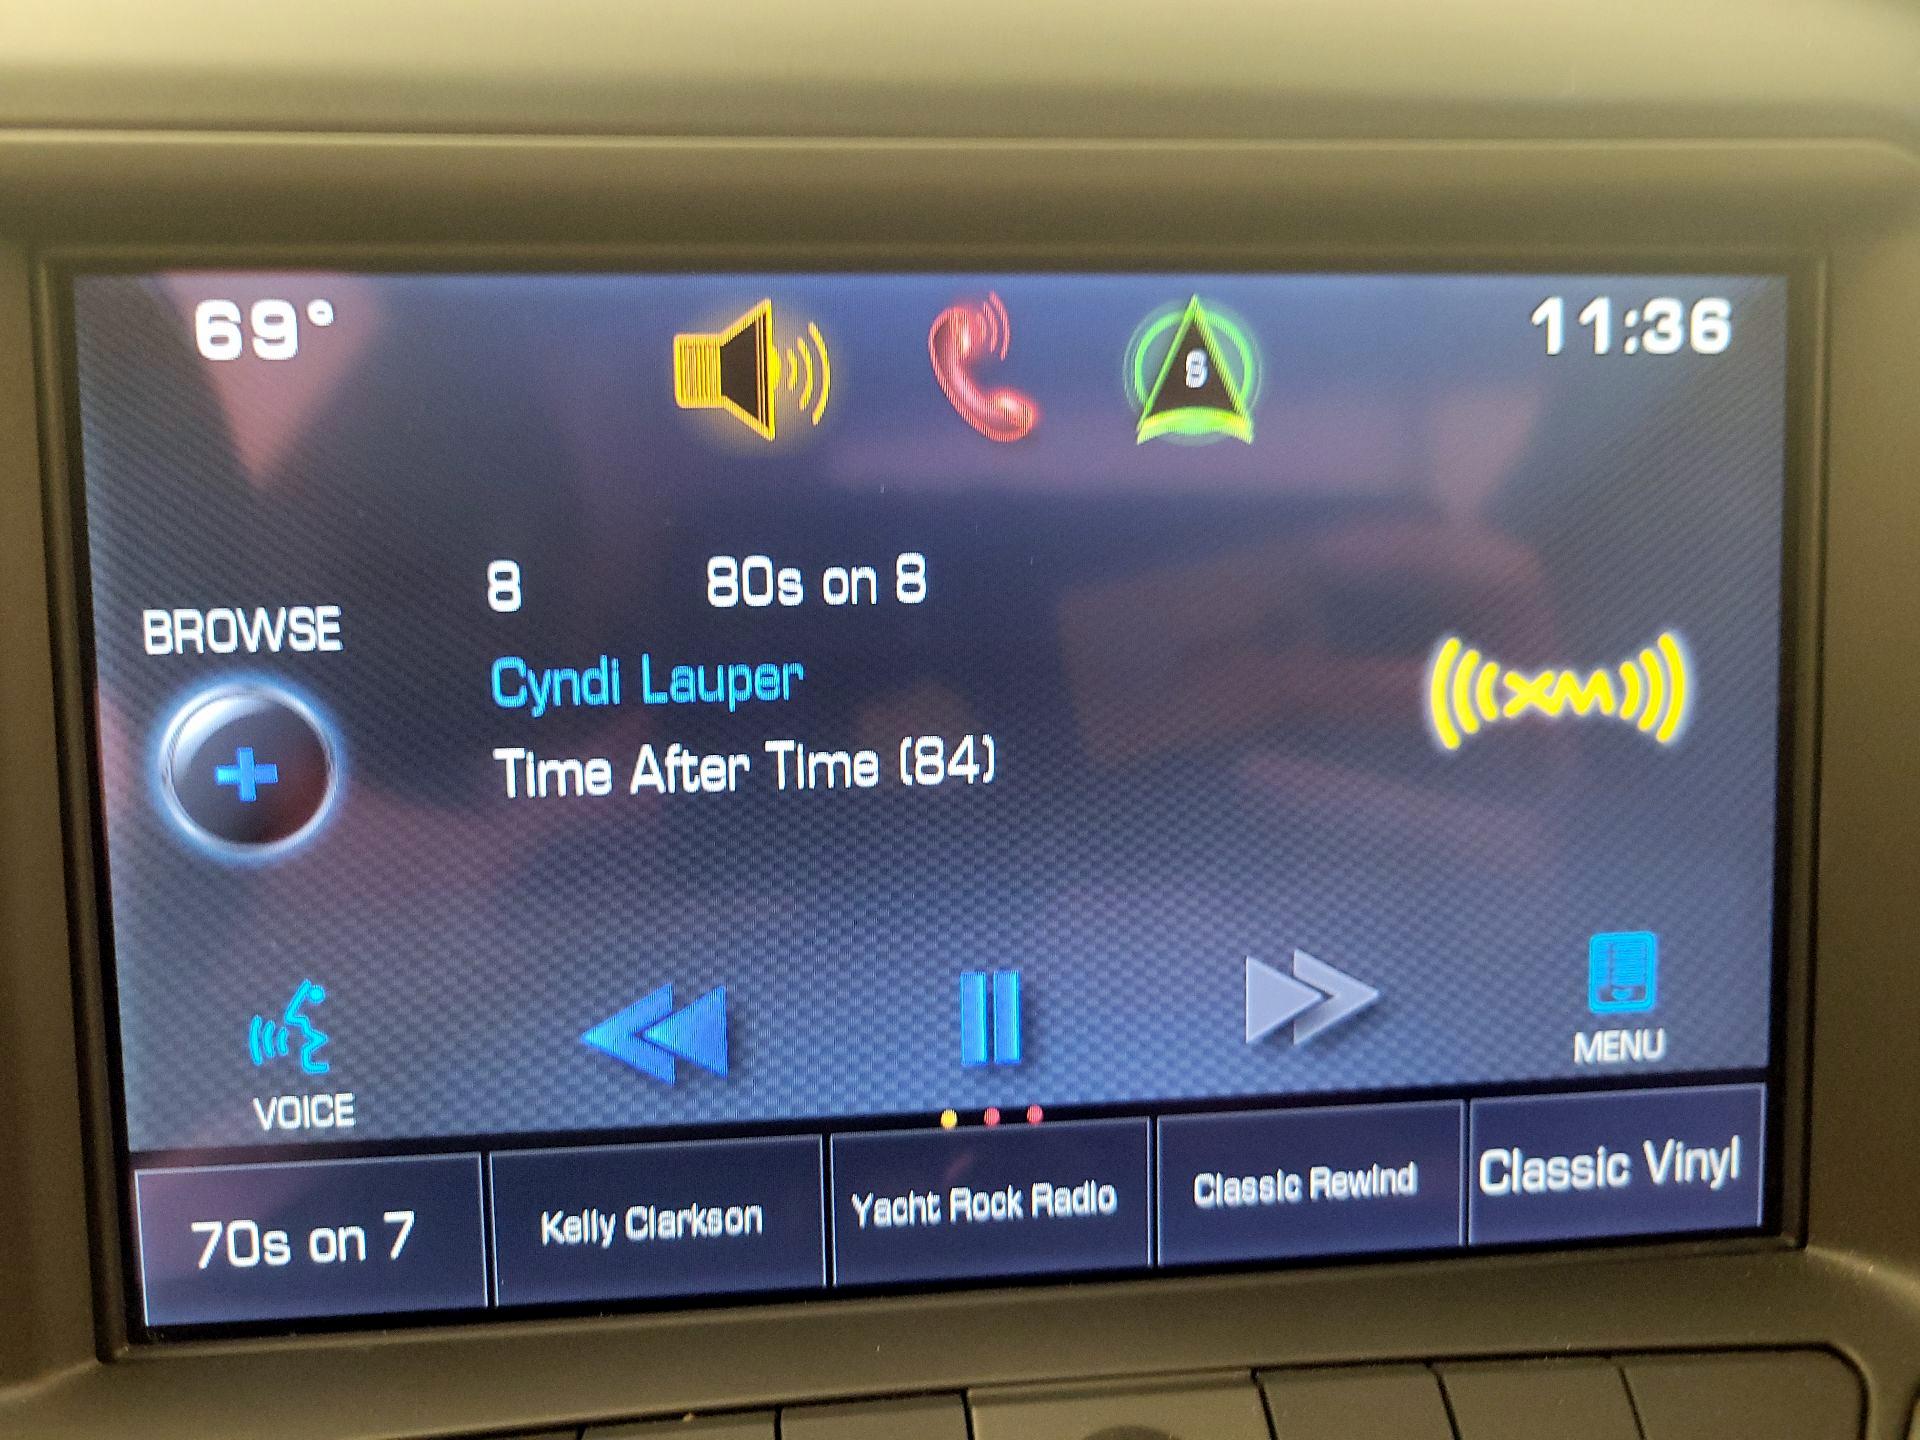 69°
8
11:36
8 80s on 8
BROWSE
Cyndi Lauper
XM
Time After Time (84)
VOICE
MENU
70s on 7
Kelly Clarkson
Yacht Rock Radio
Classic Rewind
Classic Vinyl